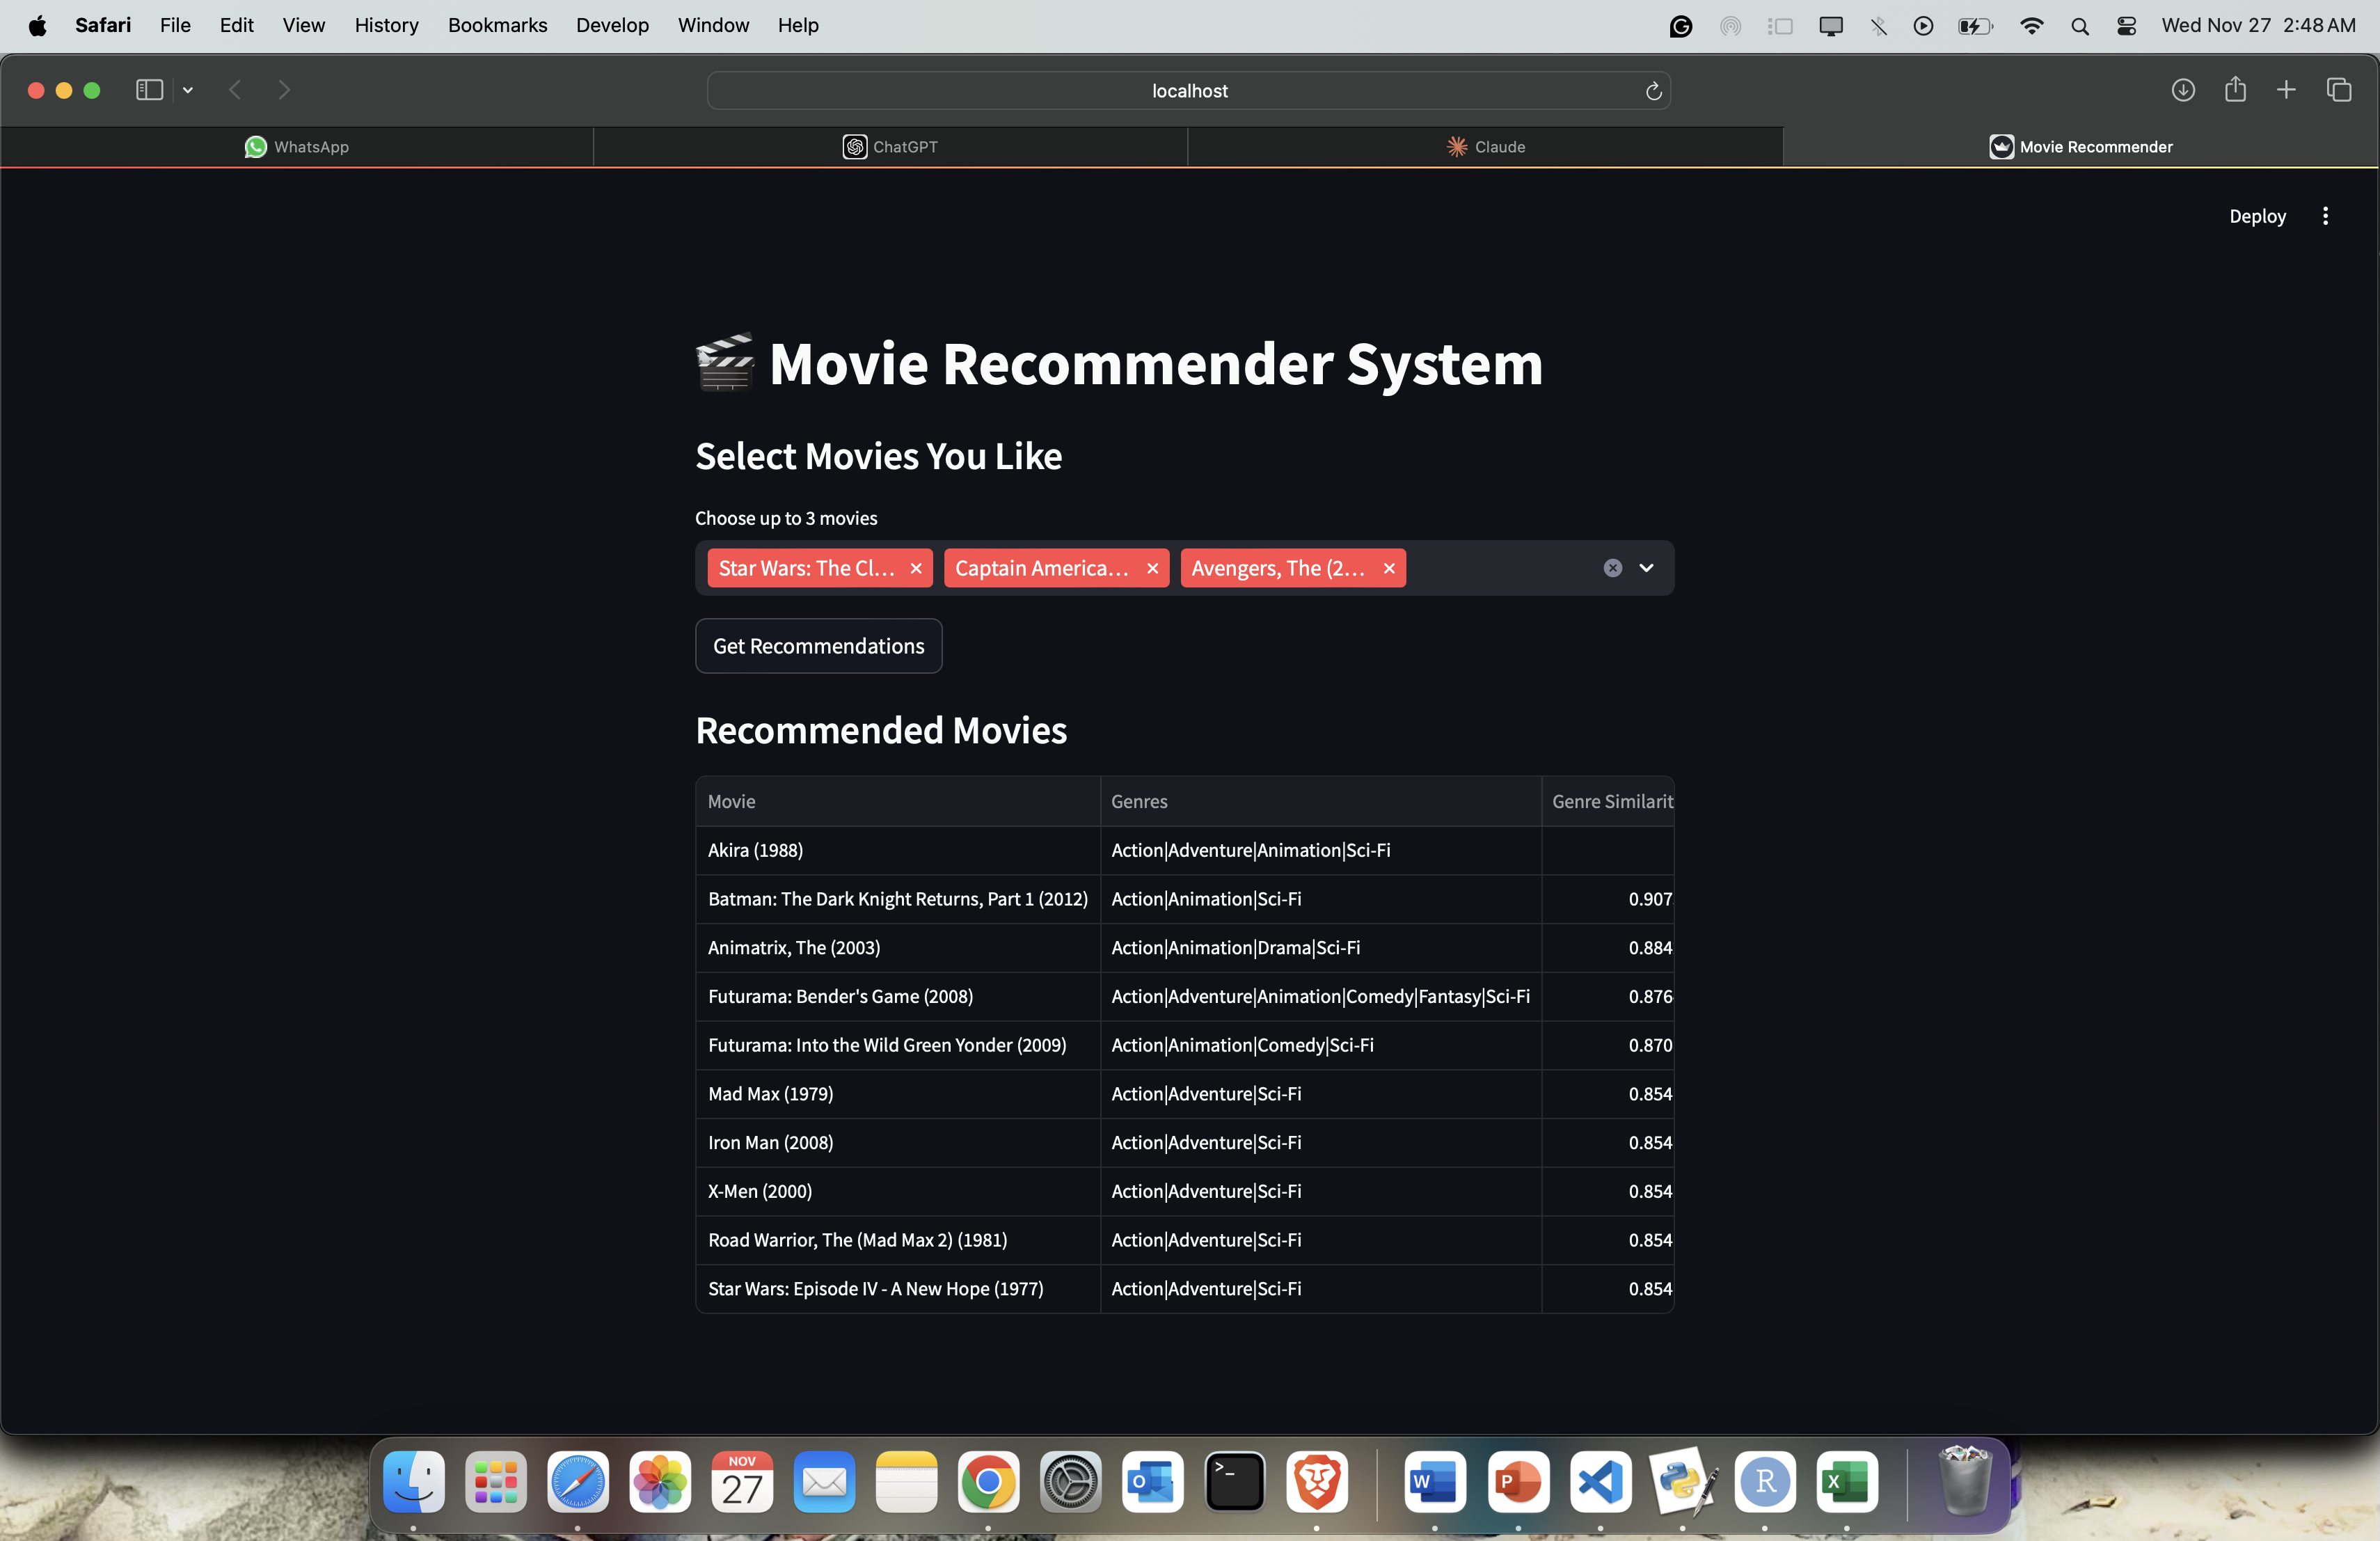 Safari File Edit View History Bookmarks Develop Window Help Wed Nov 27 2:48 AM
localhost
WhatsApp ChatGPT Claude Movie Recommender
Deploy
Movie Recommender System
Select Movies You Like
Choose up to 3 movies
Star Wars: The Cl... Captain America... Avengers, The (2...
Get Recommendations
Recommended Movies
Movie Genres Genre Similarit
Akira (1988) Action|Adventure|Animation|Sci-Fi
Batman: The Dark Knight Returns, Part 1 (2012) Action|Animation|Sci-Fi 0.907
Animatrix, The (2003) Action|Animation|Drama|Sci-Fi 0.884
Futurama: Bender's Game (2008) Action|Adventure|Animation|Comedy|Fantasy|Sci-Fi 0.876
Futurama: Into the Wild Green Yonder (2009) Action|Animation|Comedy|Sci-Fi 0.870
Mad Max (1979) Action|Adventure|Sci-Fi 0.854
Iron Man (2008) Action|Adventure|Sci-Fi 0.854
X-Men (2000) Action|Adventure|Sci-Fi 0.854
Road Warrior, The (Mad Max 2) (1981) Action|Adventure|Sci-Fi 0.854
Star Wars: Episode IV - A New Hope (1977) Action|Adventure|Sci-Fi 0.854
NOV
27
O >_ W P R X